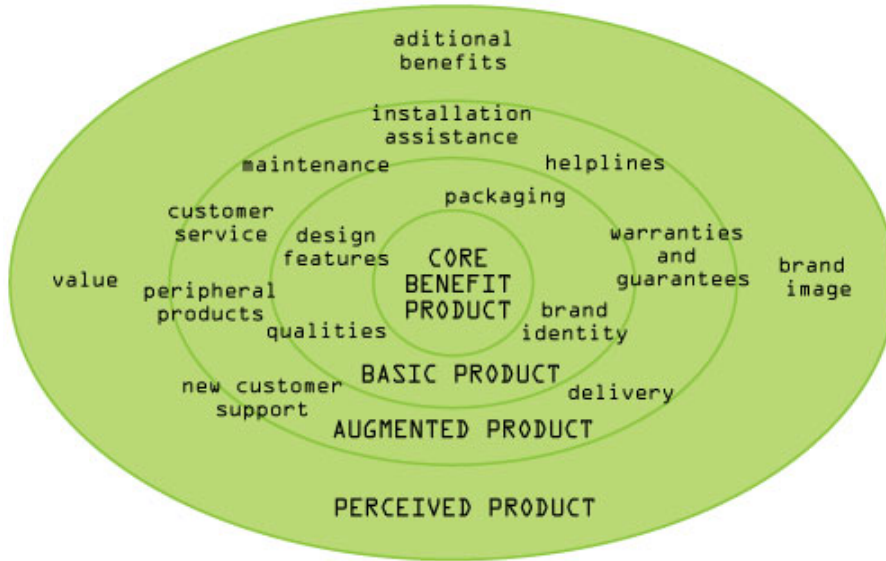 aditional
benefits
installation
assistance
maintenance
helplines
packaging
customer
service
design
features
warranties
and
guarantees
CORE
BENEFIT
PRODUCT
value
brand
image
peripheral
products
qualities
brand
identity
BASIC PRODUCT
new customer
support
delivery
AUGMENTED PRODUCT
PERCEIVED PRODUCT